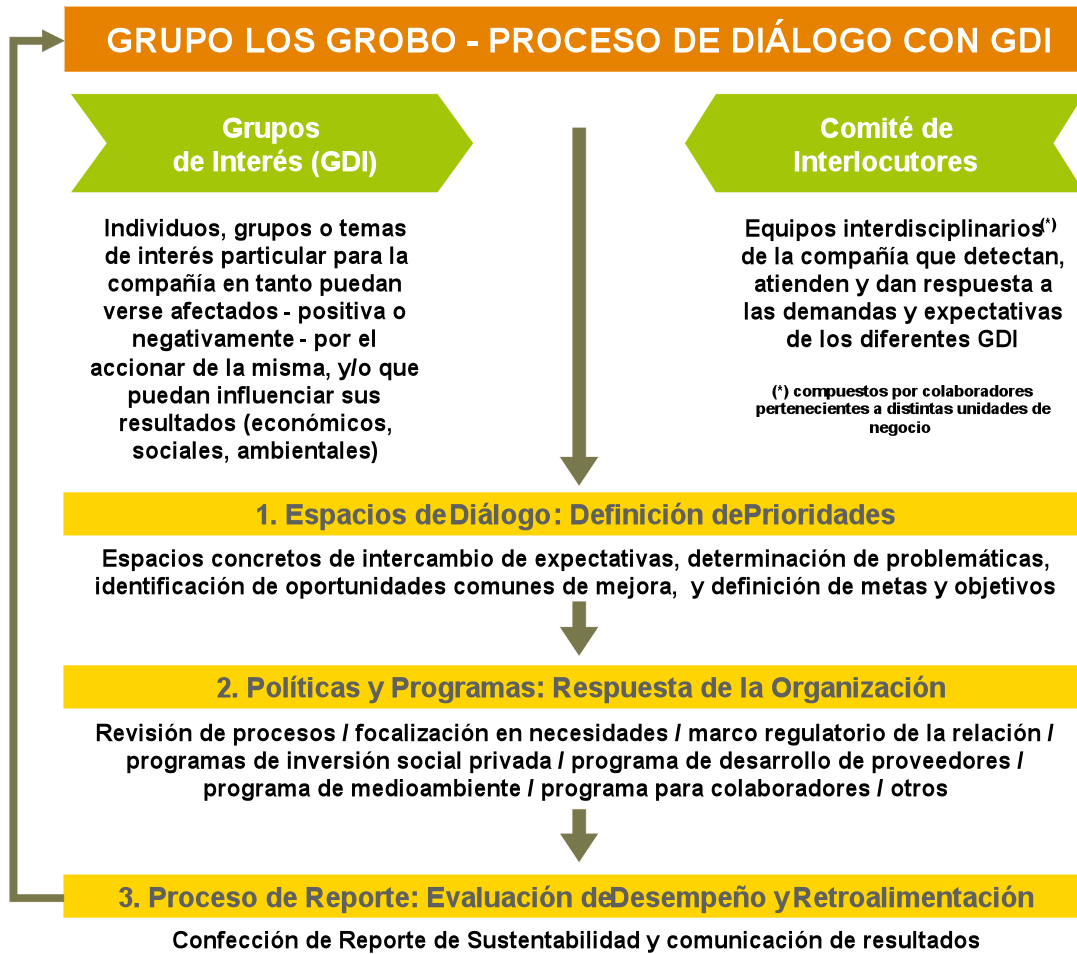 GRUPO LOS GROBO - PROCESO DE DIÁLOGO CON GDI
Grupos
de Interés (GDI)
Individuos, grupos o temas
de interés particular para la
compañía en tanto puedan
verse afectados - positiva o
negativamente - por el
accionar de la misma, y/o que
puedan influenciar sus
resultados (económicos,
sociales, ambientales)
Comité de
Interlocutores
Equipos interdisciplinarios(*)
de la compañía que detectan,
atienden y dan respuesta a
las demandas y expectativas
de los diferentes GDI
(*) compuestos por colaboradores
pertenecientes a distintas unidades de
negocio
1. Espacios de Diálogo: Definición de Prioridades
Espacios concretos de intercambio de expectativas, determinación de problemáticas,
identificación de oportunidades comunes de mejora, y definición de metas y objetivos
2. Políticas y Programas: Respuesta de la Organización
Revisión de procesos / focalización en necesidades / marco regulatorio de la relación /
programas de inversión social privada / programa de desarrollo de proveedores /
programa de medioambiente / programa para colaboradores / otros
3. Proceso de Reporte: Evaluación de Desempeño y Retroalimentación
Confección de Reporte de Sustentabilidad y comunicación de resultados